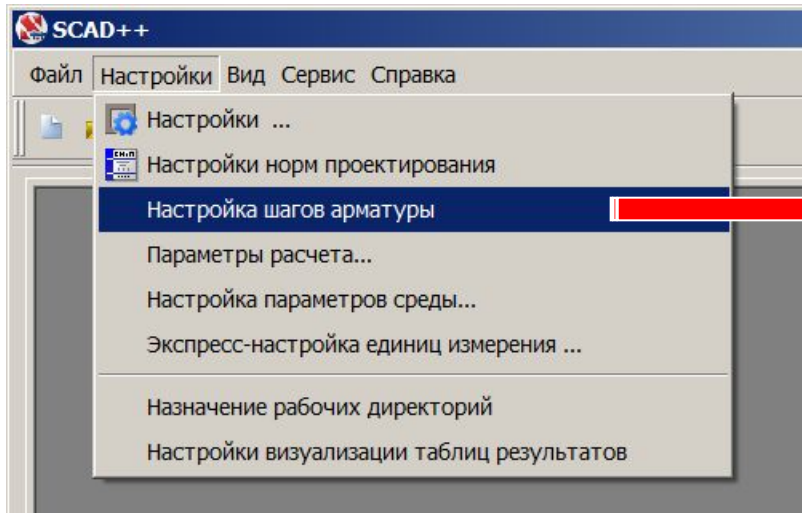 SCAD++
Файл Настройки Вид Сервис Справка
Настройки ...
Настройки норм проектирования
Настройка шагов арматуры
Параметры расчета...
Настройка параметров среды...
Экспресс-настройка единиц измерения ...
Назначение рабочих директорий
Настройки визуализации таблиц результатов